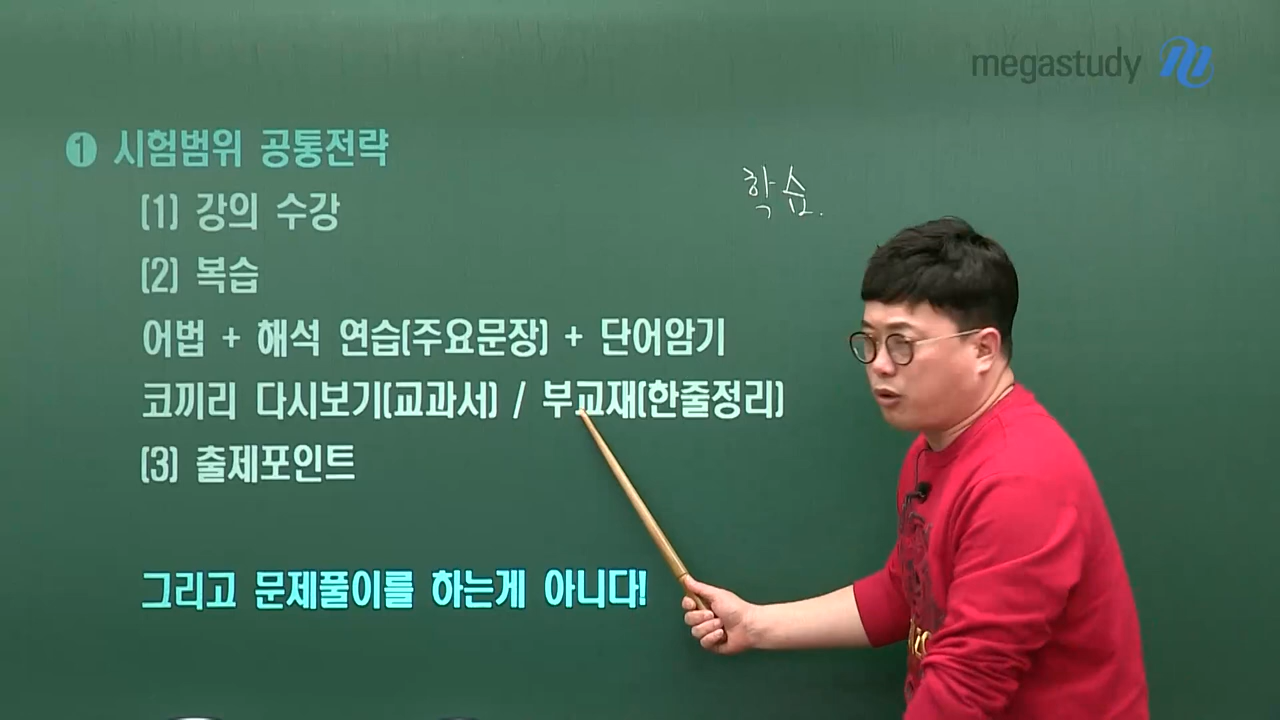 megastudy
❶ 시험범위 공통전략
(1) 강의 수강
학습.
(2) 복습
어법 + 해석 연습(주요문장) + 단어암기
코끼리 다시보기(교과서) / 부교재(한줄정리)
(3) 출제포인트
그리고 문제풀이를 하는게 아니다!